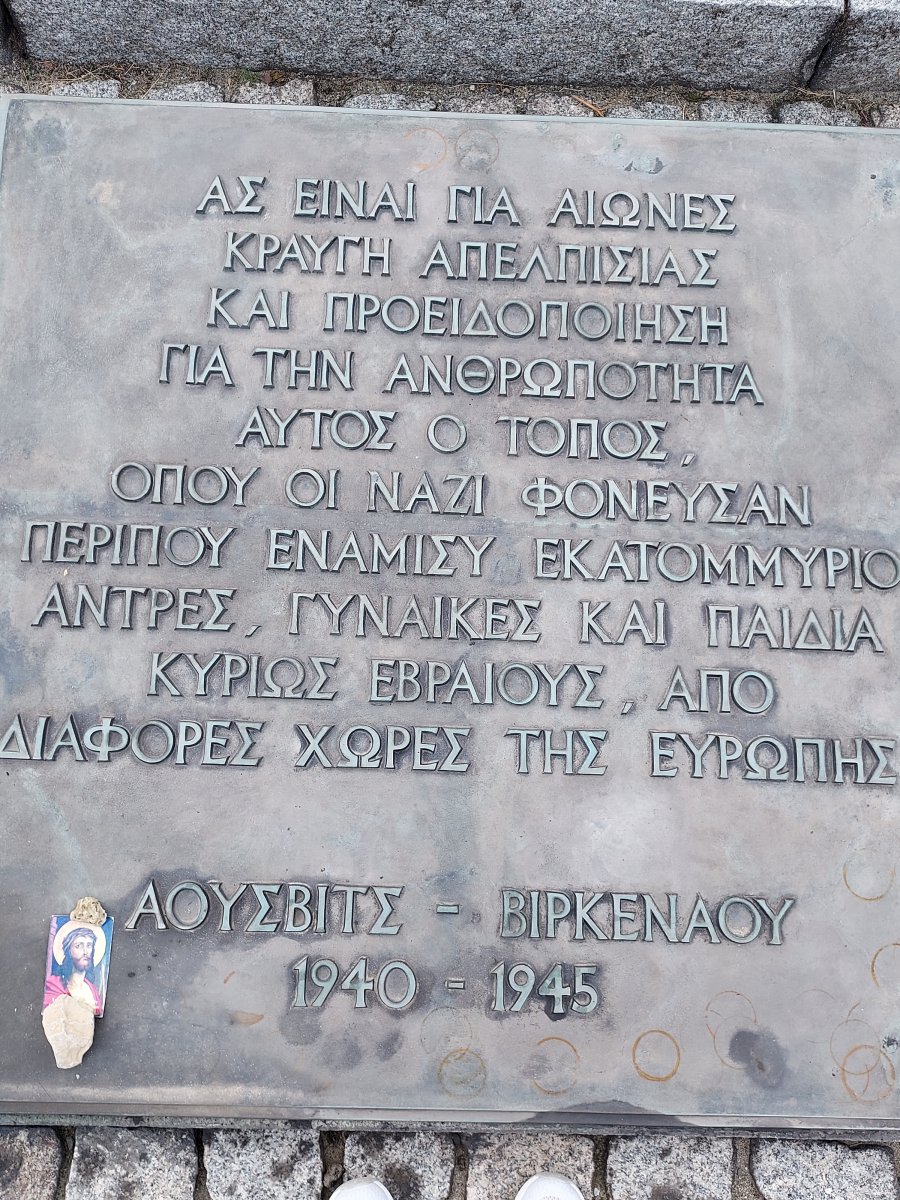 ΑΣ ΕΙΝΑΙ ΓΙΑ ΑΙΩΝΕΣ
ΚΡΑΥΓΗ ΑΠΕΛΠΙΣΙΑΣ
ΚΑΙ ΠΡΟΕΙΔΟΠΟΙΗΣΗ
ΓΙΑ ΤΗΝ ΑΝΘΡΩΠΟΤΗΤΑ
ΑΥΤΟΣ Ο ΤΟΠΟΣ,
ΟΠΟΥ ΟΙ ΝΑΖΙ ΦΟΝΕΥΣΑΝ
ΠΕΡΙΠΟΥ ΕΝΑΜΙΣΥ ΕΚΑΤΟΜΜΥΡΙΟ
ΑΝΤΡΕΣ, ΓΥΝΑΙΚΕΣ ΚΑΙ ΠΑΙΔΙΑ
ΚΥΡΙΩΣ ΕΒΡΑΙΟΥΣ, ΑΠΟ
ΔΙΑΦΟΡΕΣ ΧΩΡΕΣ ΤΗΣ ΕΥΡΩΠΗΣ
ΑΟΥΣΒΙΤΣ - ΒΙΡΚΕΝΑΟΥ
1940 - 1945